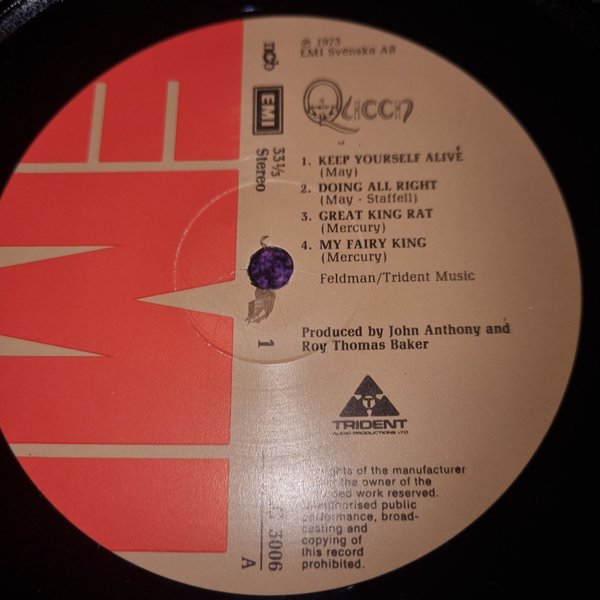 EMI
℗ 1973
EMI Svenska AB
Queen
ncb
EMI
33 1/3
Stereo
1. KEEP YOURSELF ALIVE
(May)
2. DOING ALL RIGHT
(May - Staffell)
3. GREAT KING RAT
(Mercury)
4. MY FAIRY KING
(Mercury)
Feldman/Trident Music
1
Produced by John Anthony and
Roy Thomas Baker
TRIDENT
AUDIO PRODUCTIONS LTD.
of the manufacturer
the owner of the
work reserved.
public
broad-
casting and
copying of
this record
prohibited.
3006
A